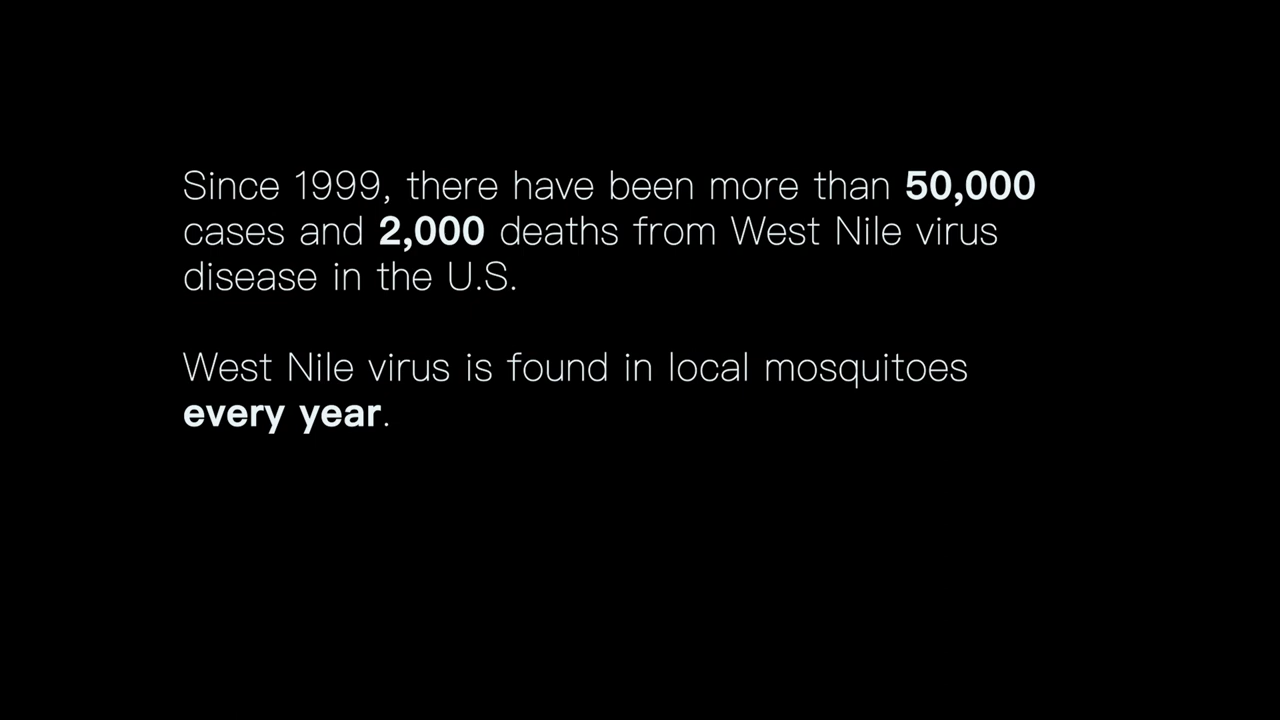 Since 1999, there have been more than 50,000
cases and 2,000 deaths from West Nile virus
disease in the U.S.
West Nile virus is found in local mosquitoes
every year.